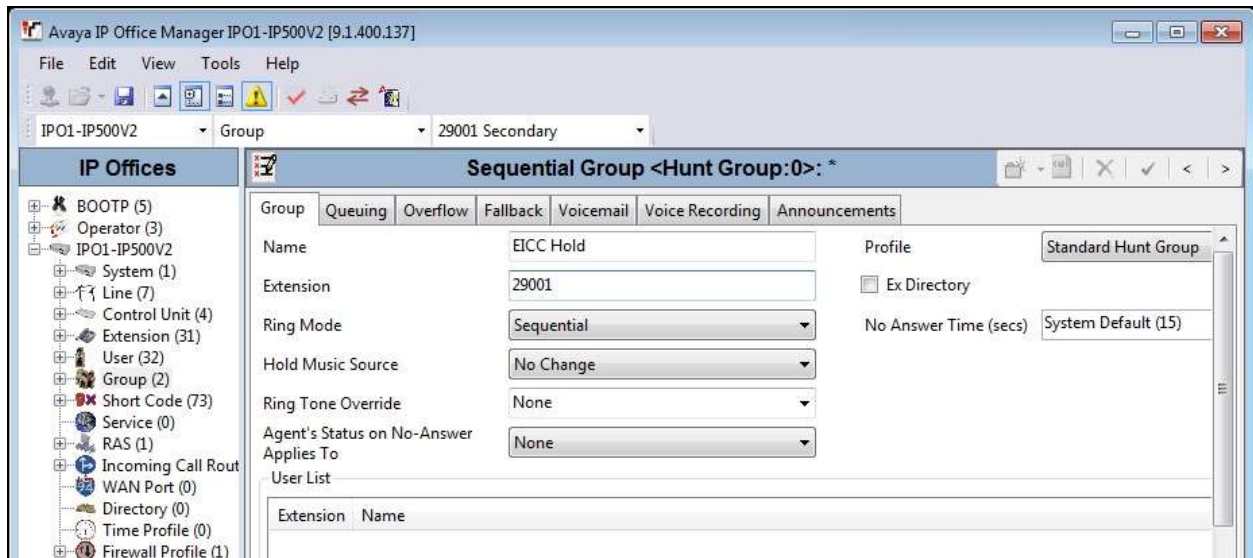 Avaya IP Office Manager IPO1-IP500V2 [9.1.400.137]
File Edit View Tools Help
IPO1-IP500V2 Group 29001 Secondary
IP Offices
BOOTP (5)
Operator (3)
IPO1-IP500V2
System (1)
Line (7)
Control Unit (4)
Extension (31)
User (32)
Group (2)
Short Code (73)
Service (0)
RAS (1)
Incoming Call Rout
WAN Port (0)
Directory (0)
Time Profile (0)
Firewall Profile (1)
Sequential Group <Hunt Group:0>: *
Group Queuing Overflow Fallback Voicemail Voice Recording Announcements
Name EICC Hold Profile Standard Hunt Group
Extension 29001 Ex Directory
Ring Mode Sequential No Answer Time (secs) System Default (15)
Hold Music Source No Change
Ring Tone Override None
Agent's Status on No-Answer
Applies To None
User List
Extension Name